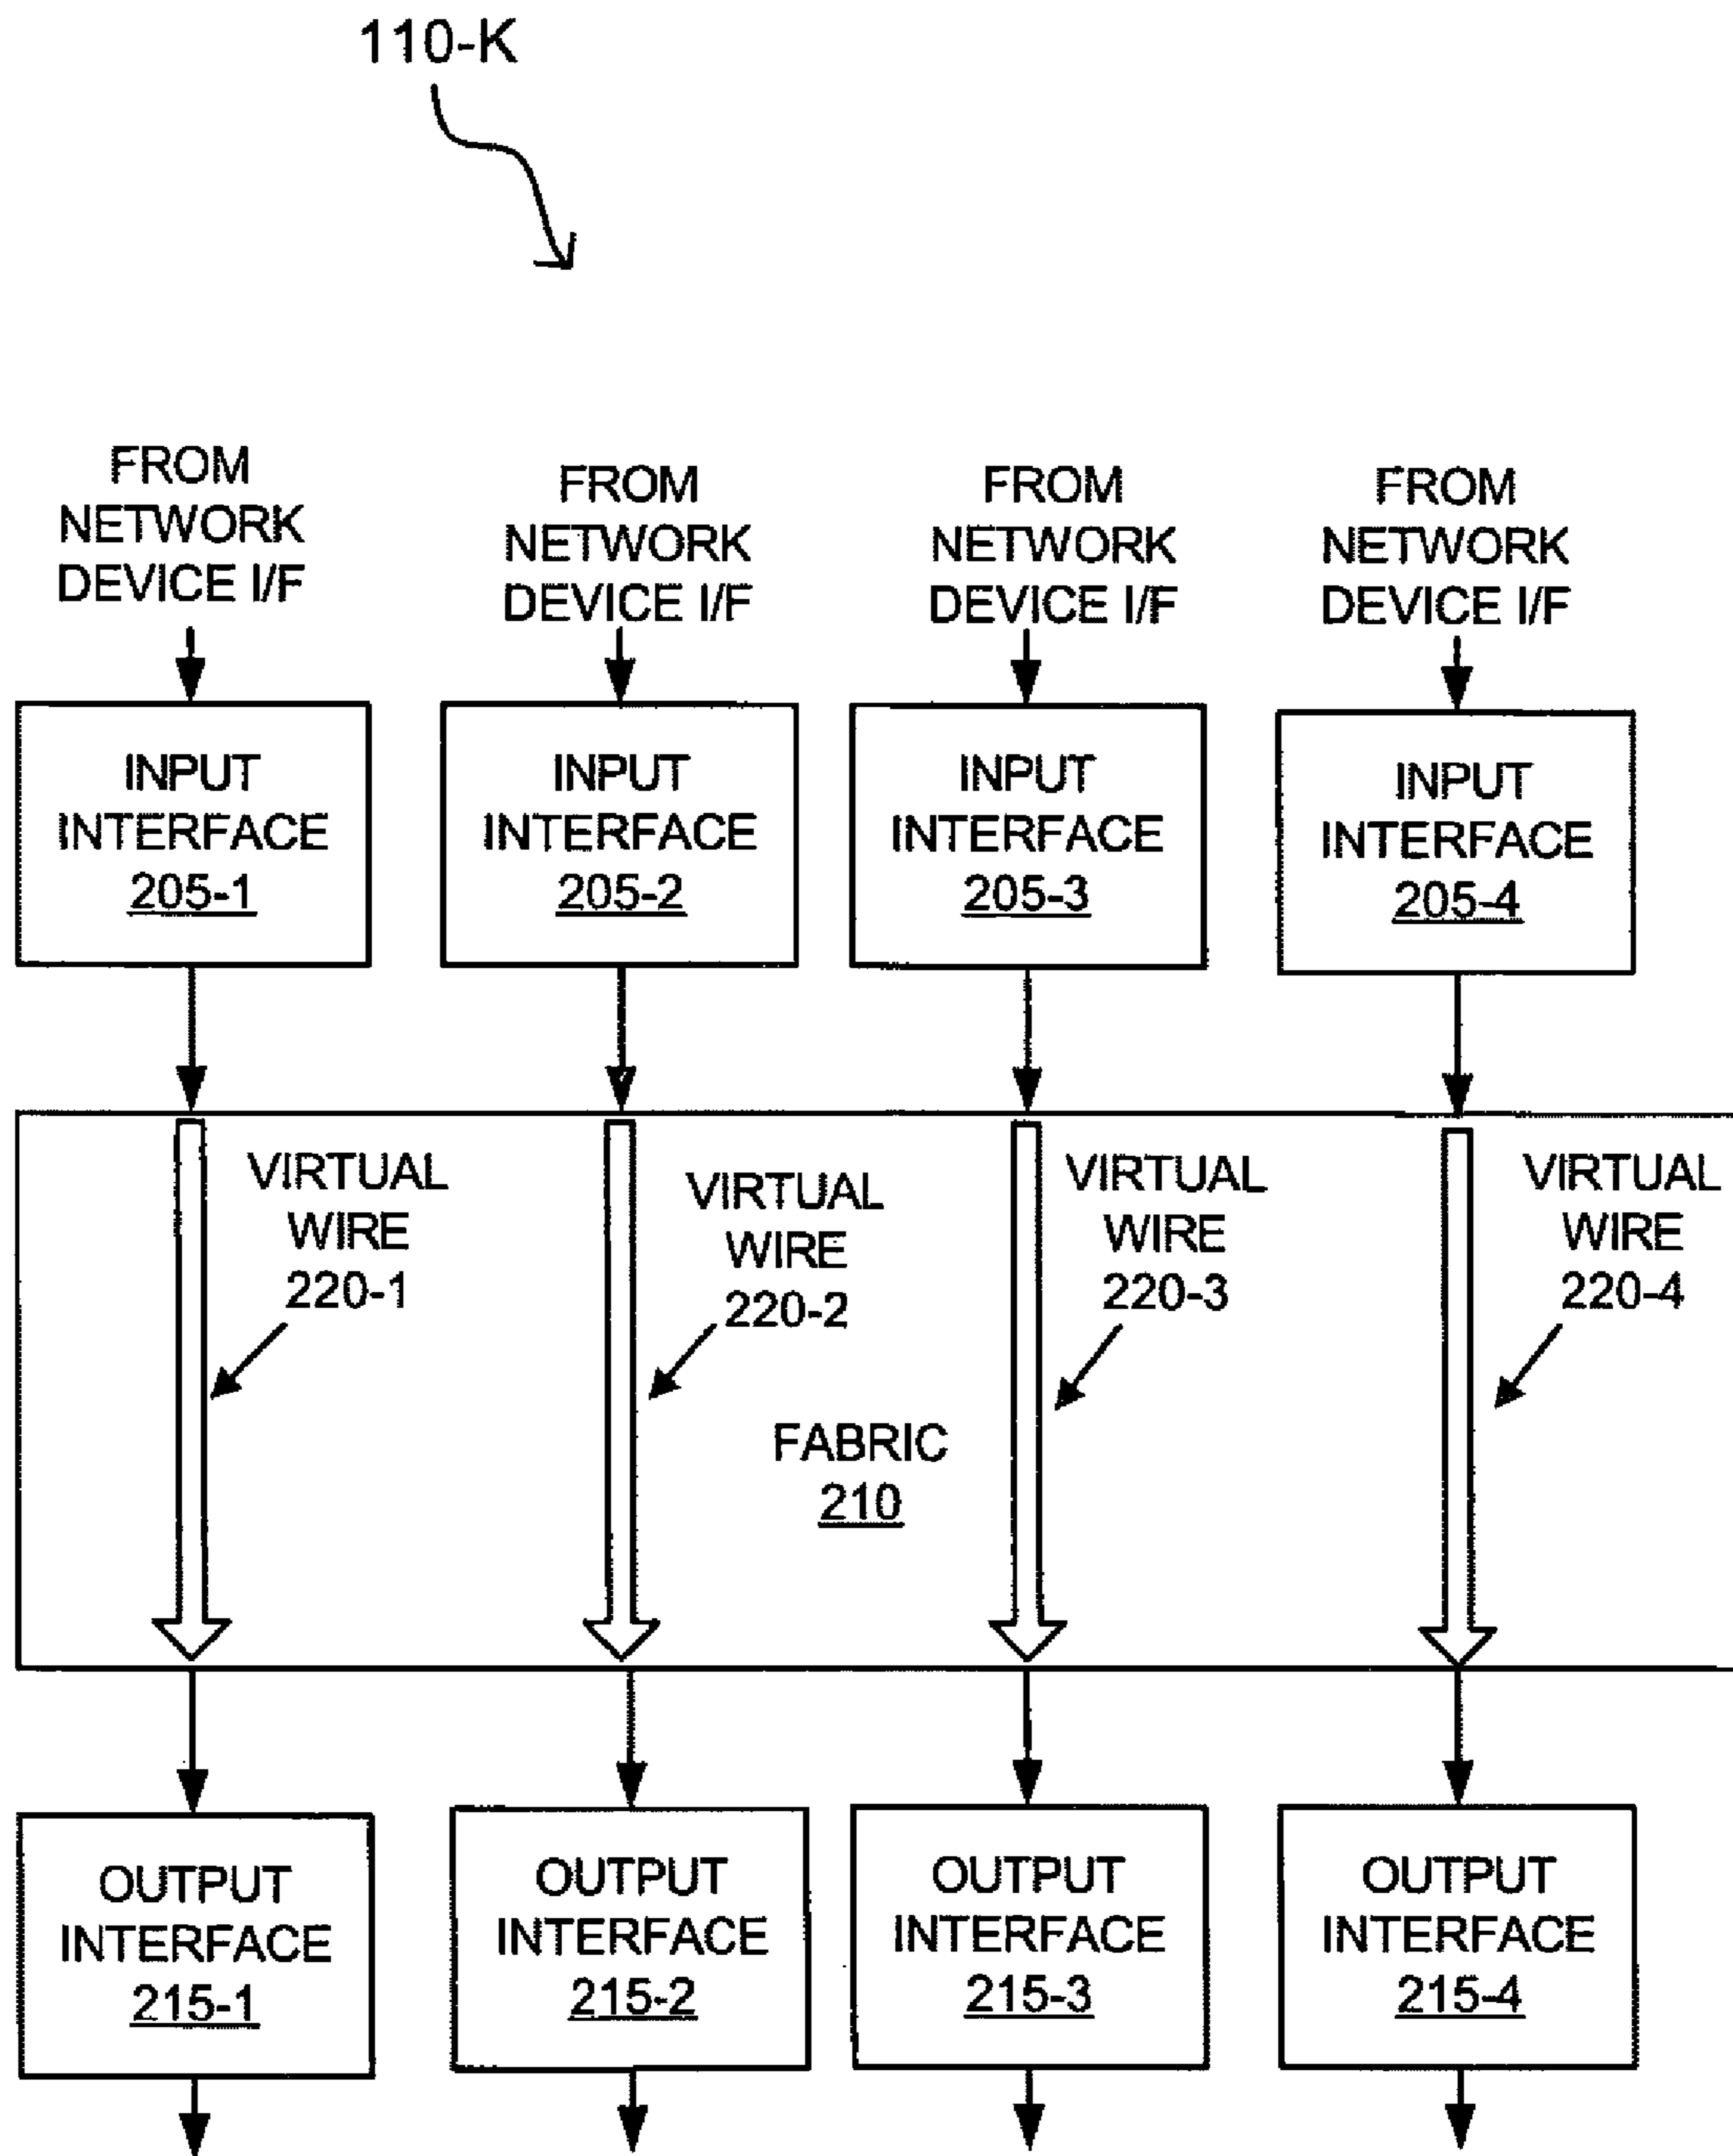 110-K
FROM
NETWORK
DEVICE I/F
FROM
NETWORK
DEVICE I/F
FROM
NETWORK
DEVICE I/F
FROM
NETWORK
DEVICE I/F
INPUT
INTERFACE
205-1
INPUT
INTERFACE
205-2
INPUT
INTERFACE
205-3
INPUT
INTERFACE
205-4
VIRTUAL
WIRE
220-1
VIRTUAL
WIRE
220-2
VIRTUAL
WIRE
220-3
VIRTUAL
WIRE
220-4
FABRIC
210
OUTPUT
INTERFACE
215-1
OUTPUT
INTERFACE
215-2
OUTPUT
INTERFACE
215-3
OUTPUT
INTERFACE
215-4